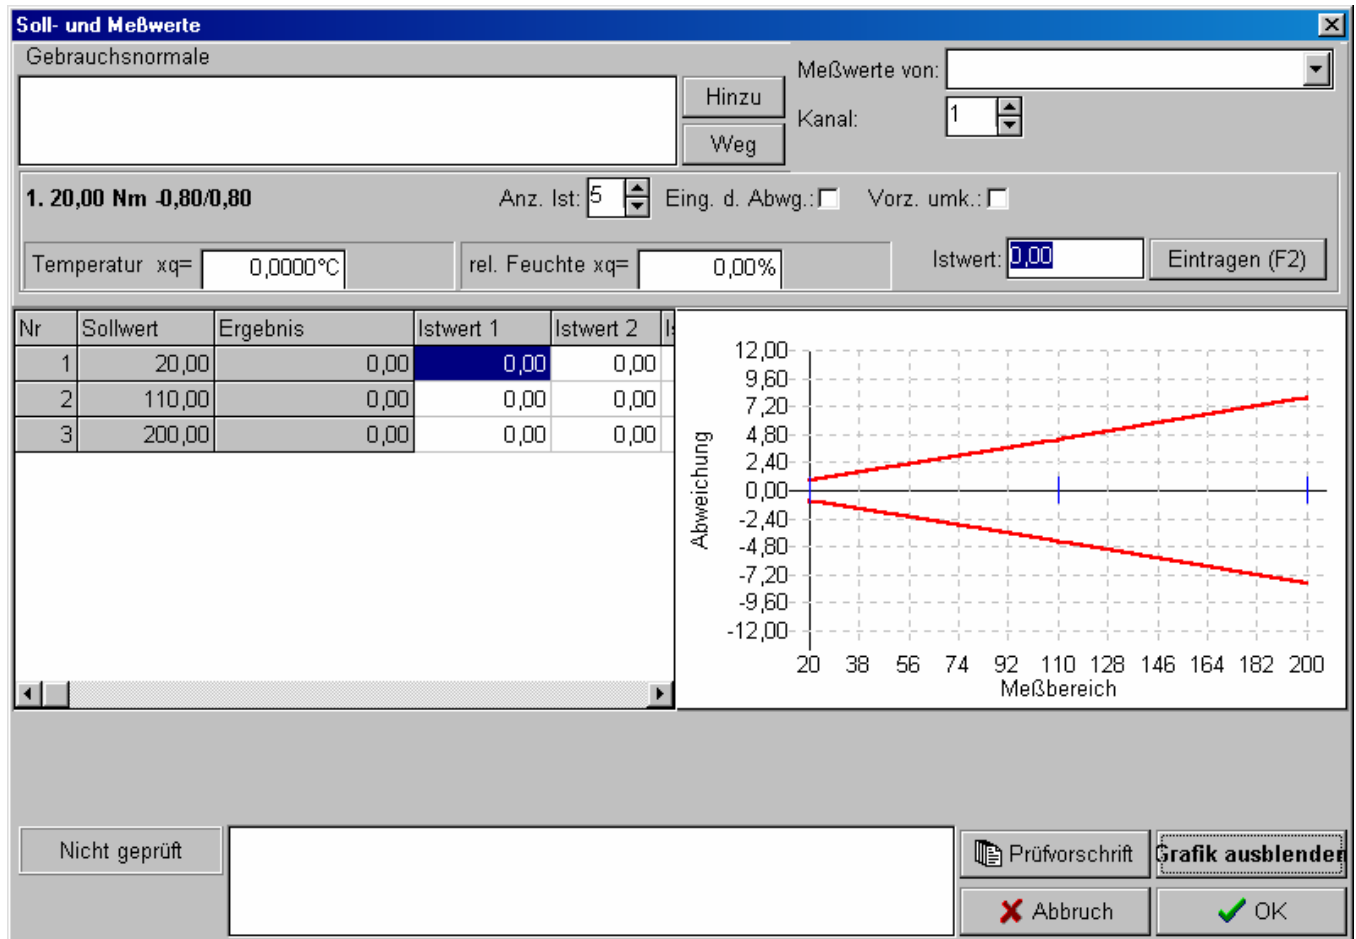 Soll- und Meßwerte
Gebrauchsnormale
Hinzu
Weg
Meßwerte von:
Kanal: 1
1. 20,00 Nm -0,80/0,80
Anz. Ist: 5 Eing. d. Abwg.: Vorz. umk.:
Temperatur xq= 0,0000°C
rel. Feuchte xq= 0,00%
Istwert: 0,00 Eintragen (F2)
Nr Sollwert Ergebnis Istwert 1 Istwert 2
1 20,00 0,00 0,00 0,00
2 110,00 0,00 0,00 0,00
3 200,00 0,00 0,00 0,00
Abweichung
12,00
9,60
7,20
4,80
2,40
0,00
-2,40
-4,80
-7,20
-9,60
-12,00
20 38 56 74 92 110 128 146 164 182 200
Meßbereich
Nicht geprüft
Prüfvorschrift
Grafik ausblenden
Abbruch
OK